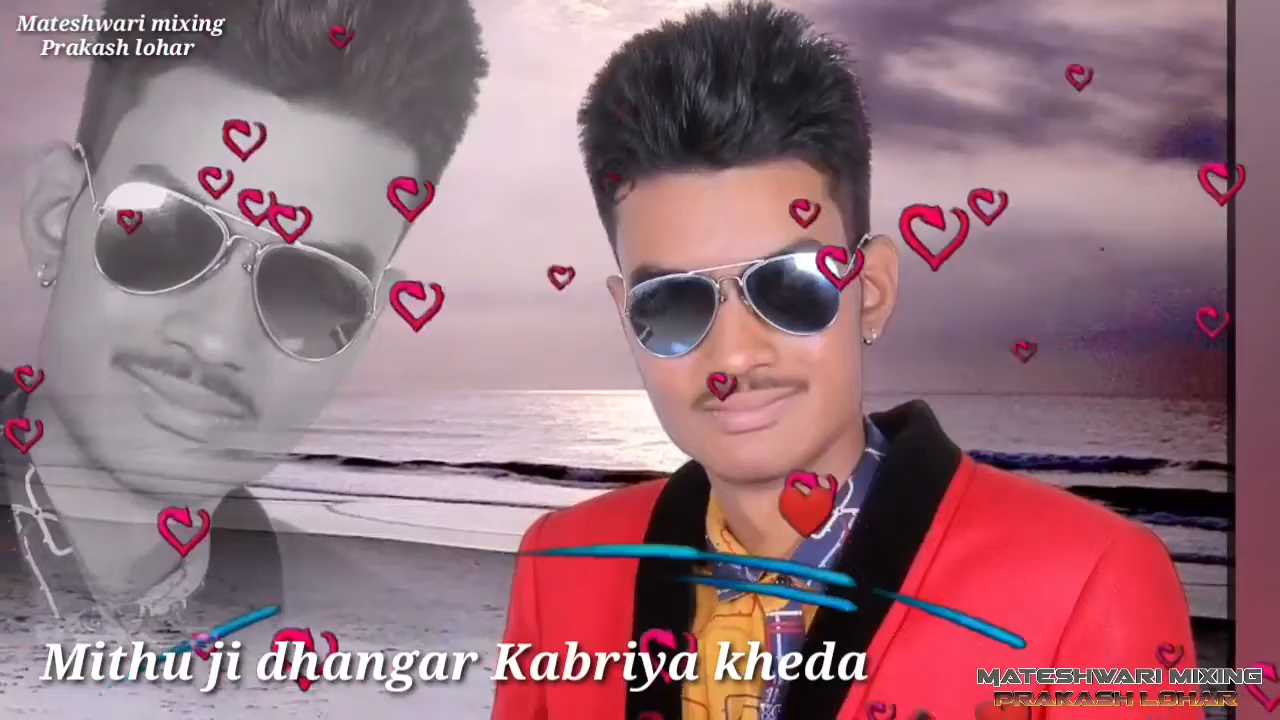 Mateshwari mixing
Prakash lohar
Mithu ji dhangar Kabriya kheda
MATESHWARI MIXING
PRAKASH LOHAR